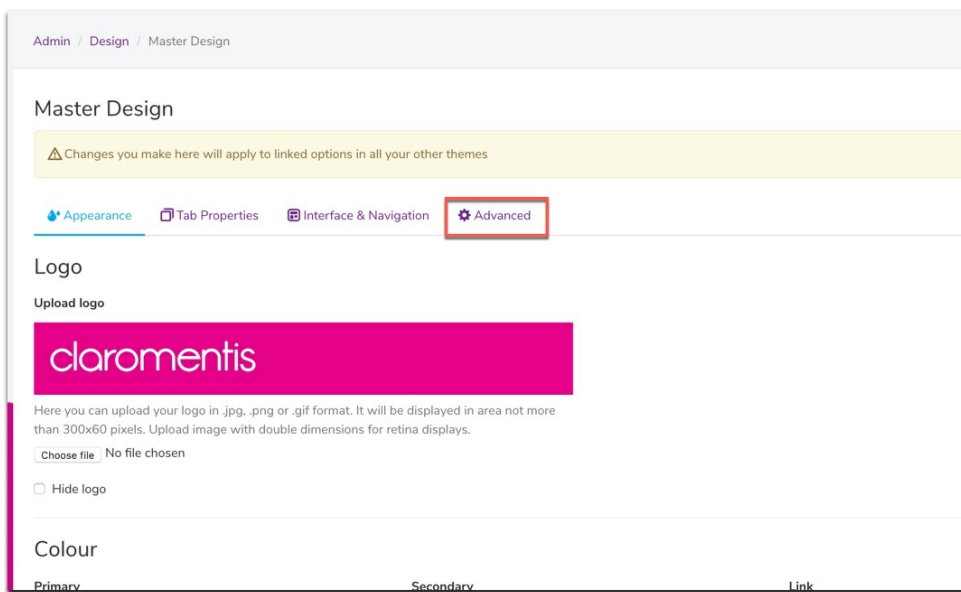 Admin / Design / Master Design
Master Design
Changes you make here will apply to linked options in all your other themes
Appearance Tab Properties Interface & Navigation Advanced
Logo
Upload logo
claromentis
Here you can upload your logo in .jpg, .png or .gif format. It will be displayed in area not more
than 300x60 pixels. Upload image with double dimensions for retina displays.
Choose file No file chosen
Hide logo
Colour
Primary Secondary Link